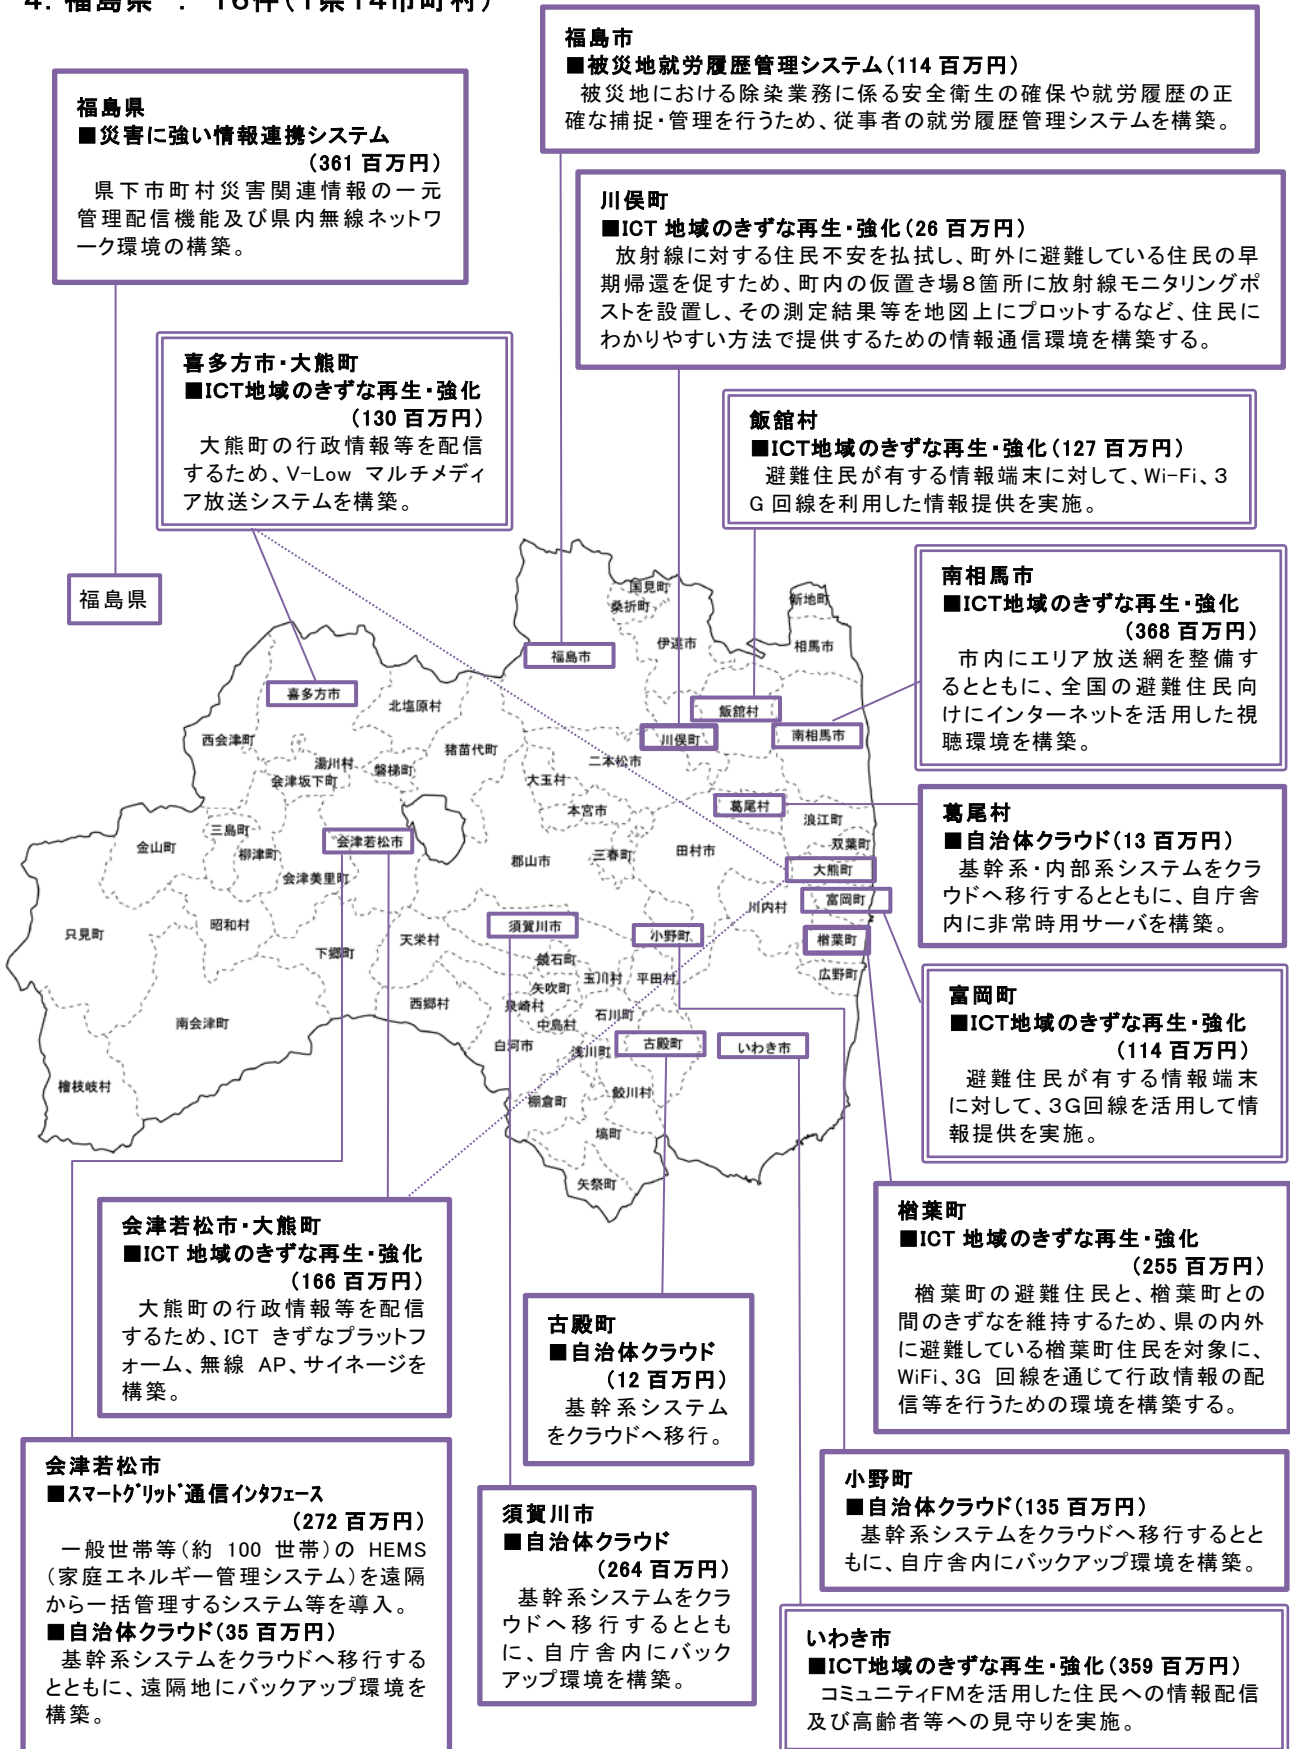 4. 福島県 : 16件(1県14市町村)
福島市
■被災地就労履歴管理システム(114 百万円)
被災地における除染業務に係る安全衛生の確保や就労履歴の正
確な捕捉・管理を行うため、従事者の就労履歴管理システムを構築。
福島県
■災害に強い情報連携システム
(361 百万円)
県下市町村災害関連情報の一元
管理配信機能及び県内無線ネットワ
ーク環境の構築。
川俣町
■ICT 地域のきずな再生・強化(26 百万円)
放射線に対する住民不安を払拭し、町外に避難している住民の早
期帰還を促すため、町内の仮置き場8箇所に放射線モニタリングポ
ストを設置し、その測定結果等を地図上にプロットするなど、住民に
わかりやすい方法で提供するための情報通信環境を構築する。
喜多方市・大熊町
■ICT地域のきずな再生・強化
(130 百万円)
大熊町の行政情報等を配信
するため、V-Low マルチメディ
ア放送システムを構築。
飯舘村
■ICT地域のきずな再生・強化(127 百万円)
避難住民が有する情報端末に対して、Wi-Fi、3
G 回線を利用した情報提供を実施。
南相馬市
■ICT地域のきずな再生・強化
(368 百万円)
市内にエリア放送網を整備す
るとともに、全国の避難住民向
けにインターネットを活用した視
聴環境を構築。
福島県
国見町
桑折町
新地町
伊達市
相馬市
福島市
喜多方市
北塩原村
飯舘村
西会津町
川俣町
南相馬市
猪苗代町
二本松市
湯川村
磐梯町
会津坂下町
大玉村
本宮市
葛尾村
浪江町
三島町
会津若松市
双葉町
金山町
柳津町
郡山市
三春町
田村市
大熊町
会津美里町
川内村
富岡町
昭和村
只見町
天栄村
須賀川市
小野町
楢葉町
下郷町
鏡石町
玉川村
平田村
広野町
矢吹町
西郷村
泉崎村
石川町
南会津町
中島村
白河市
浅川町
古殿町
いわき市
檜枝岐村
棚倉町
鮫川村
塙町
矢祭町
葛尾村
■自治体クラウド(13 百万円)
基幹系・内部系システムをクラ
ウドへ移行するとともに、自庁舎
内に非常時用サーバを構築。
富岡町
■ICT地域のきずな再生・強化
(114 百万円)
避難住民が有する情報端末
に対して、3G回線を活用して情
報提供を実施。
会津若松市・大熊町
■ICT 地域のきずな再生・強化
(166 百万円)
大熊町の行政情報等を配信
するため、ICT きずなプラットフ
ォーム、無線 AP、サイネージを
構築。
楢葉町
■ICT 地域のきずな再生・強化
(255 百万円)
楢葉町の避難住民と、楢葉町との
間のきずなを維持するため、県の内外
に避難している楢葉町住民を対象に、
WiFi、3G 回線を通じて行政情報の配
信等を行うための環境を構築する。
古殿町
■自治体クラウド
(12 百万円)
基幹系システム
をクラウドへ移行。
会津若松市
■スマートグリッド通信インタフェース
(272 百万円)
一般世帯等(約 100 世帯)の HEMS
(家庭エネルギー管理システム)を遠隔
から一括管理するシステム等を導入。
■自治体クラウド(35 百万円)
基幹系システムをクラウドへ移行する
とともに、遠隔地にバックアップ環境を
構築。
須賀川市
■自治体クラウド
(264 百万円)
基幹系システムをクラ
ウドへ移行するととも
に、自庁舎内にバック
アップ環境を構築。
小野町
■自治体クラウド(135 百万円)
基幹系システムをクラウドへ移行するとと
もに、自庁舎内にバックアップ環境を構築。
いわき市
■ICT地域のきずな再生・強化(359 百万円)
コミュニティFMを活用した住民への情報配信
及び高齢者等への見守りを実施。